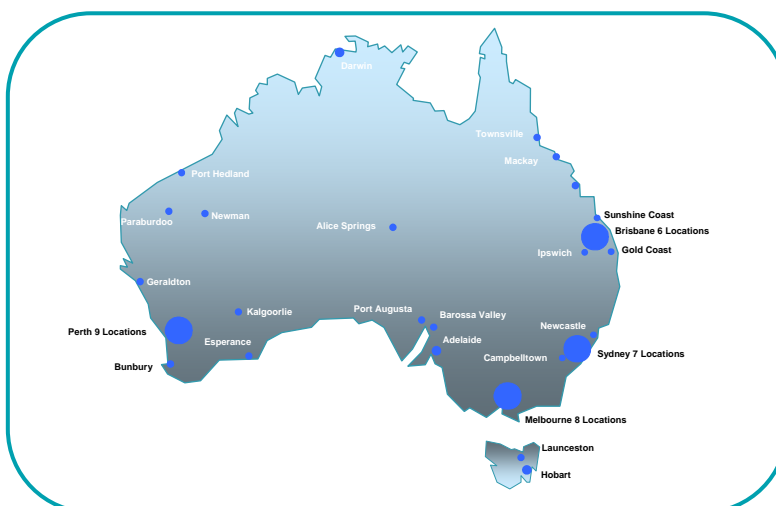 Darwin
Townsville
Mackay
Port Hedland
Paraburdoo
Newman
Sunshine Coast
Alice Springs
Brisbane 6 Locations
Ipswich
Gold Coast
Geraldton
Port Augusta
Kalgoorlie
Barossa Valley
Perth 9 Locations
Newcastle
Esperance
Adelaide
Campbelltown
Sydney 7 Locations
Bunbury
Melbourne 8 Locations
Launceston
Hobart